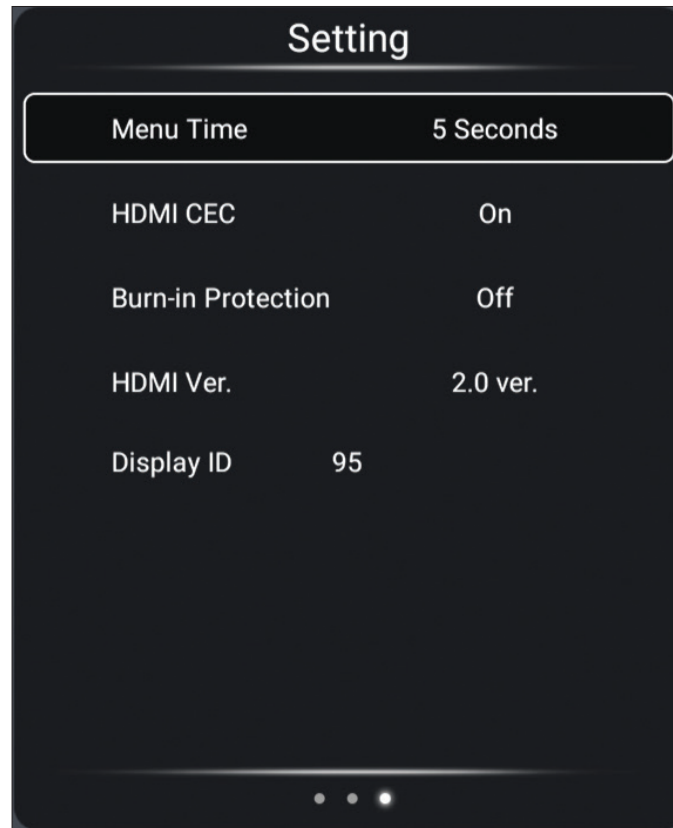 Setting
Menu Time 5 Seconds
HDMI CEC On
Burn-in Protection Off
HDMI Ver. 2.0 ver.
Display ID 95